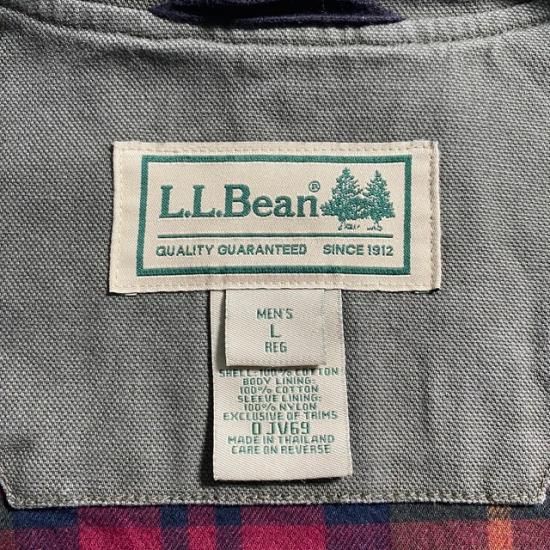 L.L.Bean®
QUALITY GUARANTEED SINCE 1912
MEN'S
L
REG
SHELL: 100% COTTON
BODY LINING:
100% COTTON
SLEEVE LINING:
100% NYLON
EXCLUSIVE OF TRIMS
0 JV69
MADE IN THAILAND
CARE ON REVERSE